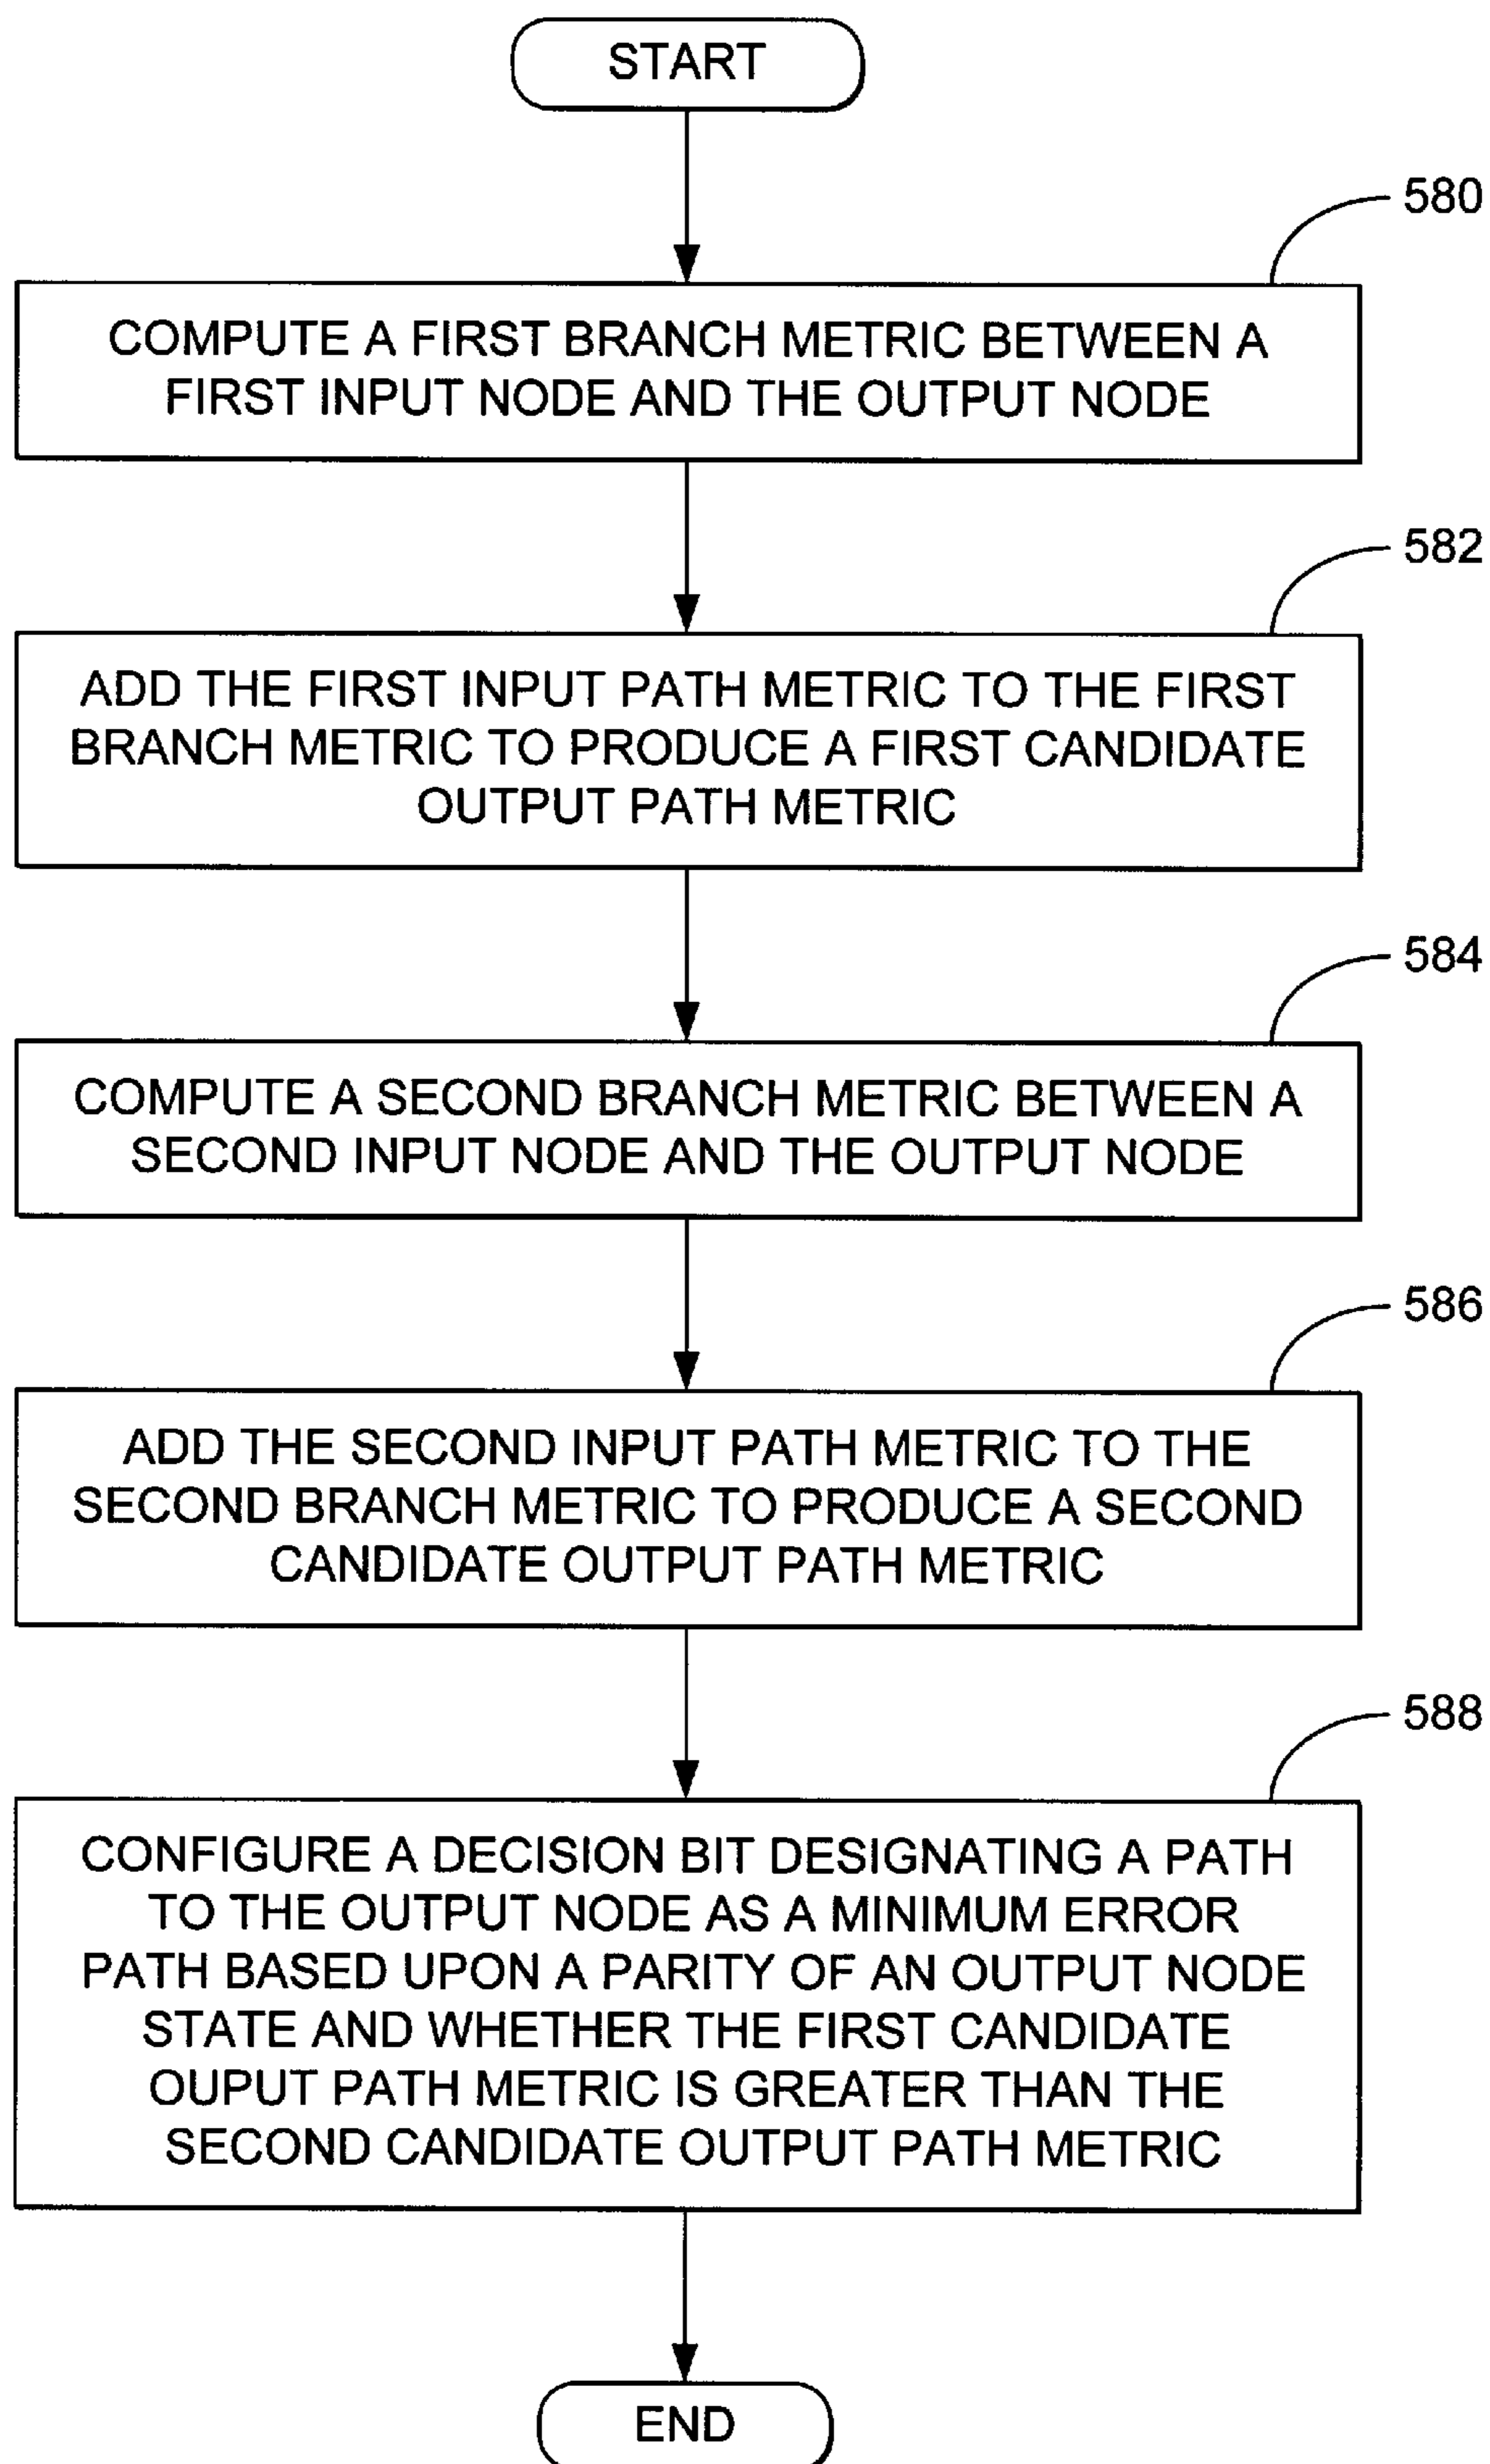 START
580
COMPUTE A FIRST BRANCH METRIC BETWEEN A
FIRST INPUT NODE AND THE OUTPUT NODE
582
ADD THE FIRST INPUT PATH METRIC TO THE FIRST
BRANCH METRIC TO PRODUCE A FIRST CANDIDATE
OUTPUT PATH METRIC
584
COMPUTE A SECOND BRANCH METRIC BETWEEN A
SECOND INPUT NODE AND THE OUTPUT NODE
586
ADD THE SECOND INPUT PATH METRIC TO THE
SECOND BRANCH METRIC TO PRODUCE A SECOND
CANDIDATE OUTPUT PATH METRIC
588
CONFIGURE A DECISION BIT DESIGNATING A PATH
TO THE OUTPUT NODE AS A MINIMUM ERROR
PATH BASED UPON A PARITY OF AN OUTPUT NODE
STATE AND WHETHER THE FIRST CANDIDATE
OUPUT PATH METRIC IS GREATER THAN THE
SECOND CANDIDATE OUTPUT PATH METRIC
END